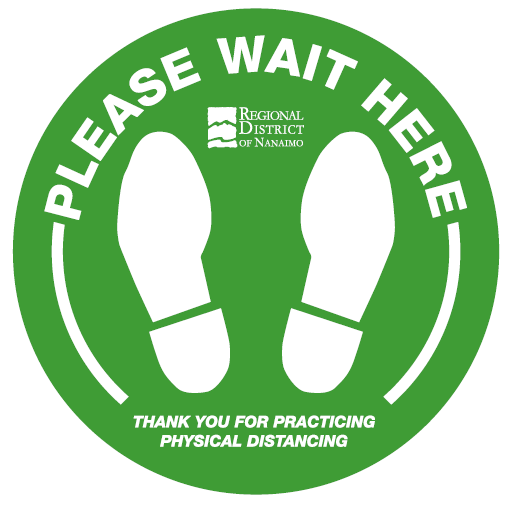 PLEASE WAIT HERE
REGIONAL
DISTRICT
OF NANAIMO
THANK YOU FOR PRACTICING
PHYSICAL DISTANCING